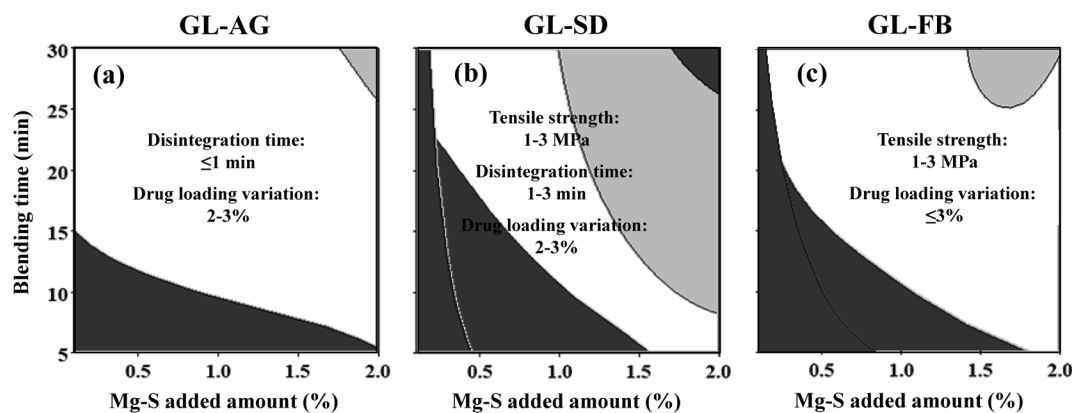 GL-AG
GL-SD
GL-FB
Blending time (min)
30
25
20
15
10
5
(a)
Disintegration time:
≤1 min
Drug loading variation:
2-3%
0.5
1.0
1.5
2.0
Mg-S added amount (%)
(b)
Tensile strength:
1-3 MPa
Disintegration time:
1-3 min
Drug loading variation:
2-3%
0.5
1.0
1.5
2.0
Mg-S added amount (%)
(c)
Tensile strength:
1-3 MPa
Drug loading variation:
≤3%
0.5
1.0
1.5
2.0
Mg-S added amount (%)